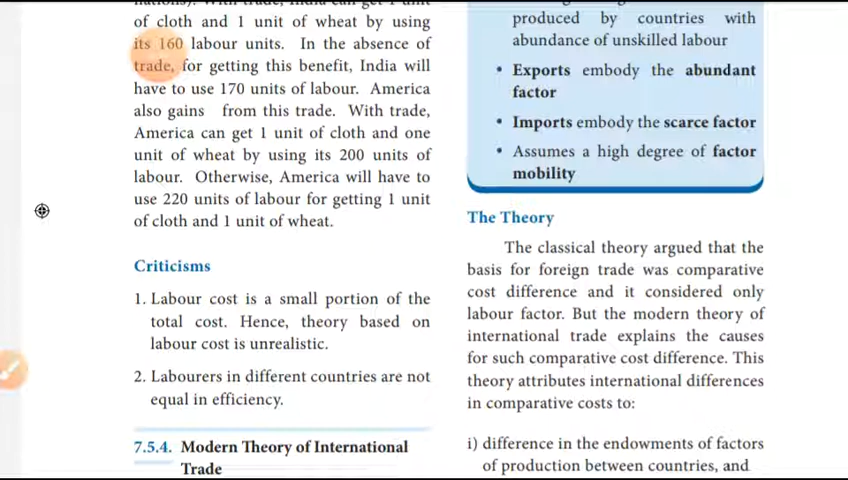 of cloth and 1 unit of wheat by using
its 160 labour units. In the absence of
trade, for getting this benefit, India will
have to use 170 units of labour. America
also gains from this trade. With trade,
America can get 1 unit of cloth and one
unit of wheat by using its 200 units of
labour. Otherwise, America will have to
use 220 units of labour for getting 1 unit
of cloth and 1 unit of wheat.
Criticisms
1. Labour cost is a small portion of the
total cost. Hence, theory based on
labour cost is unrealistic.
2. Labourers in different countries are not
equal in efficiency.
7.5.4. Modern Theory of International
Trade
produced by countries with
abundance of unskilled labour
• Exports embody the abundant
factor
• Imports embody the scarce factor
• Assumes a high degree of factor
mobility
The Theory
The classical theory argued that the
basis for foreign trade was comparative
cost difference and it considered only
labour factor. But the modern theory of
international trade explains the causes
for such comparative cost difference. This
theory attributes international differences
in comparative costs to:
i) difference in the endowments of factors
of production between countries, and